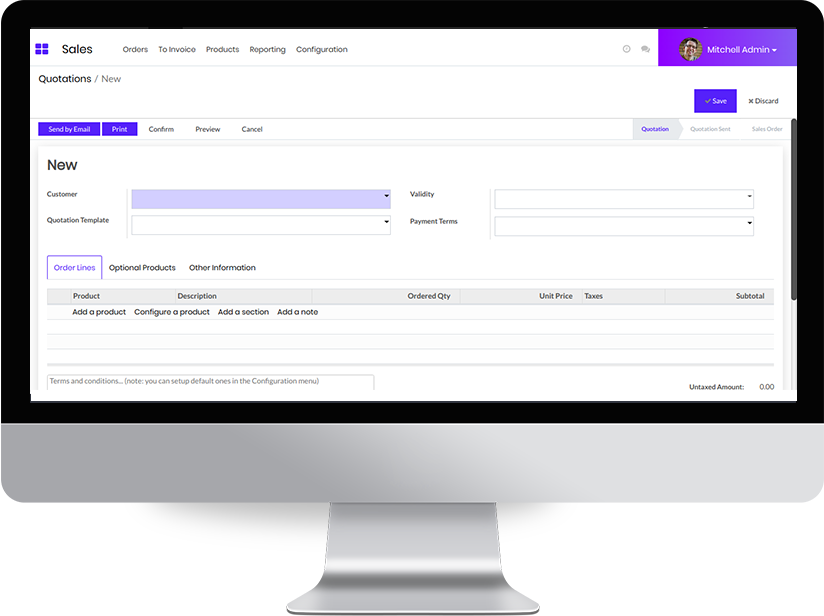 Sales Orders To Invoice Products Reporting Configuration Mitchell Admin
Quotations / New
Save Discard
Send by Email Print Confirm Preview Cancel Quotation Quotation Sent Sales Order
New
Customer Validity
Quotation Template Payment Terms
Order Lines Optional Products Other Information
Product Description Ordered Qty Unit Price Taxes Subtotal
Add a product Configure a product Add a section Add a note
Terms and conditions... (note: you can setup default ones in the Configuration menu)
Untaxed Amount: 0.00